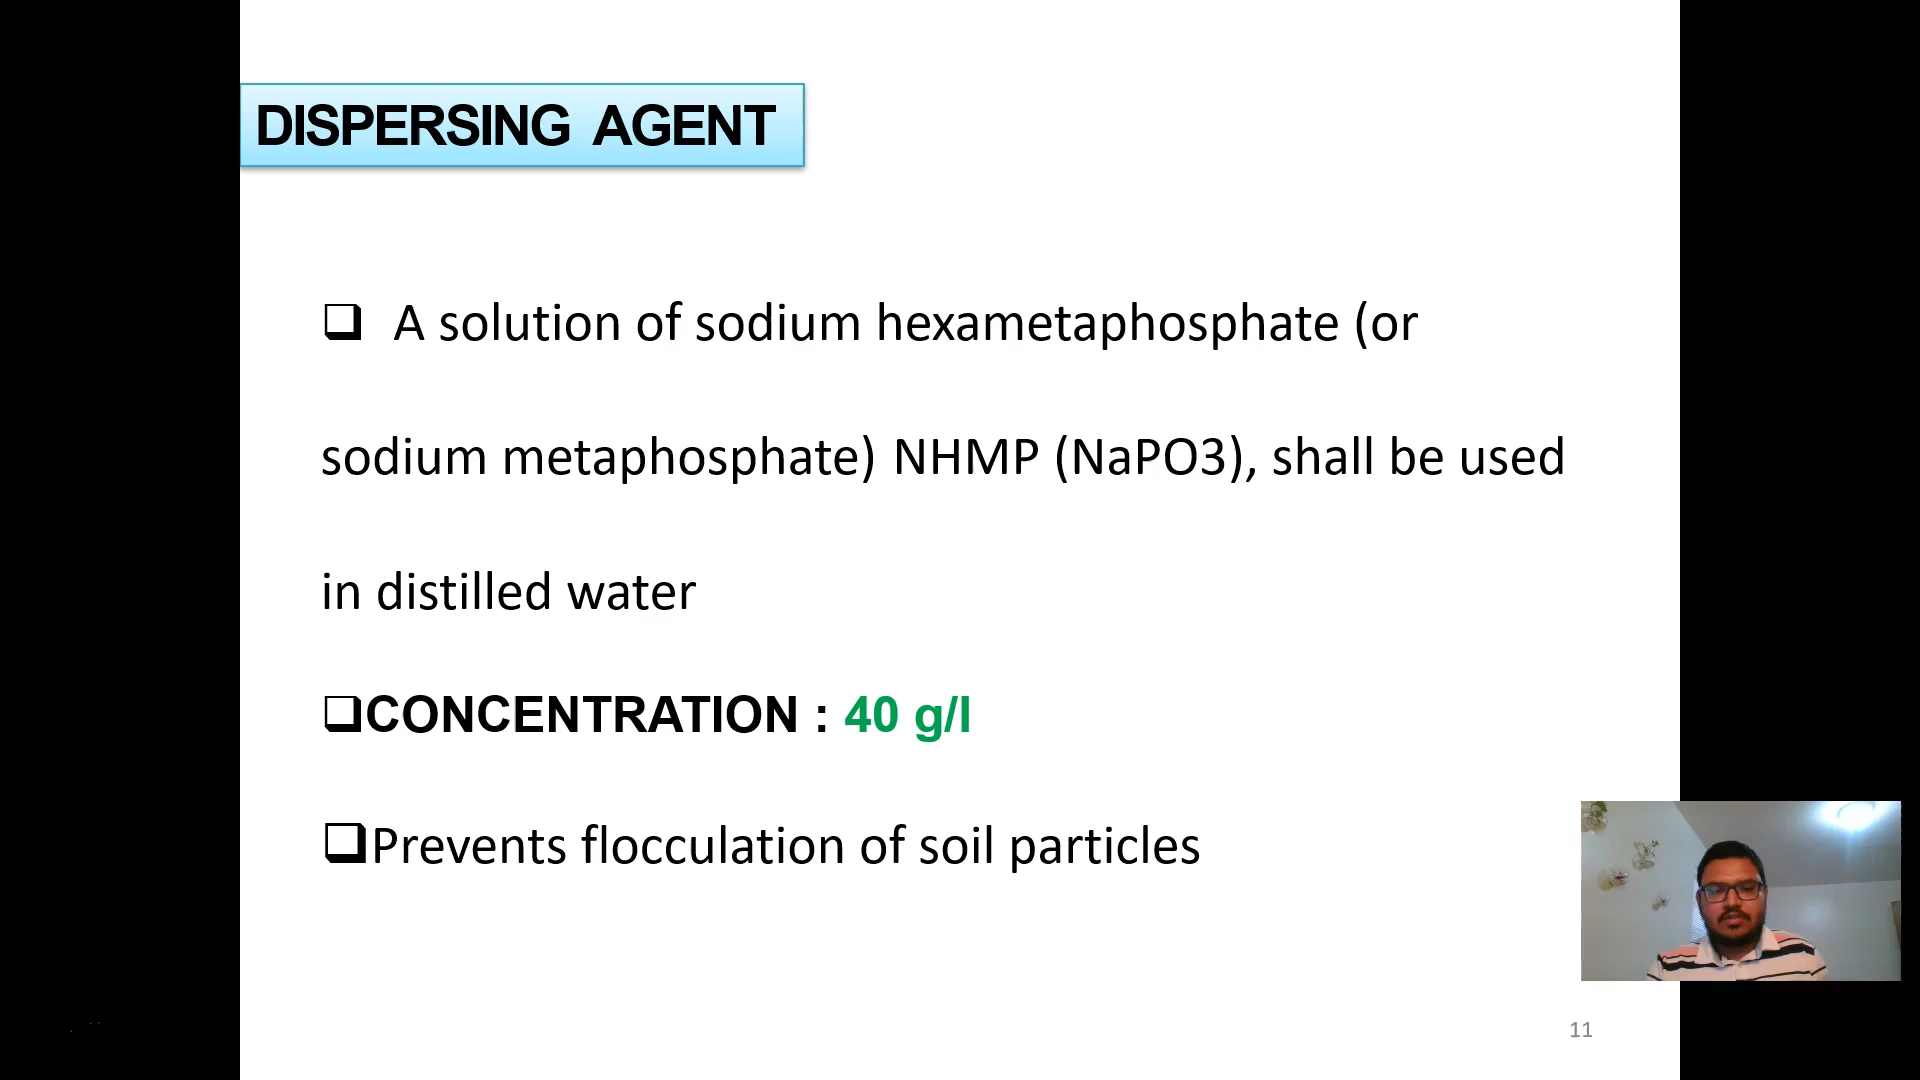 DISPERSING AGENT
A solution of sodium hexametaphosphate (or
sodium metaphosphate) NHMP (NaPO3), shall be used
in distilled water
CONCENTRATION : 40 g/l
Prevents flocculation of soil particles
11